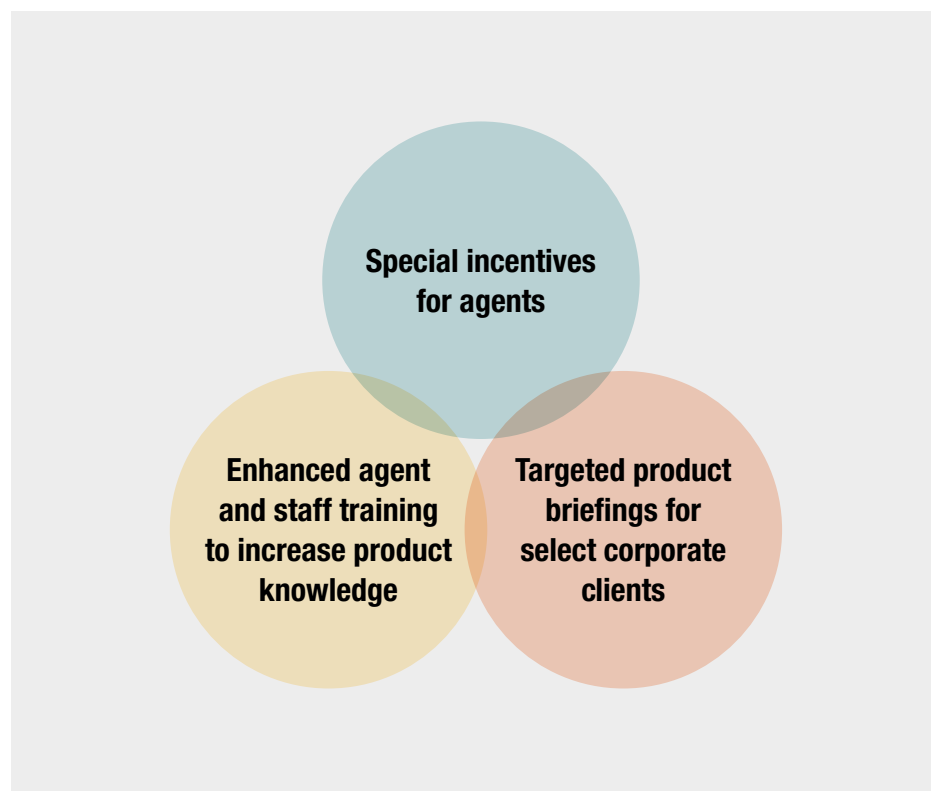 Special incentives
for agents
Enhanced agent
and staff training
to increase product
knowledge
Targeted product
briefings for
select corporate
clients